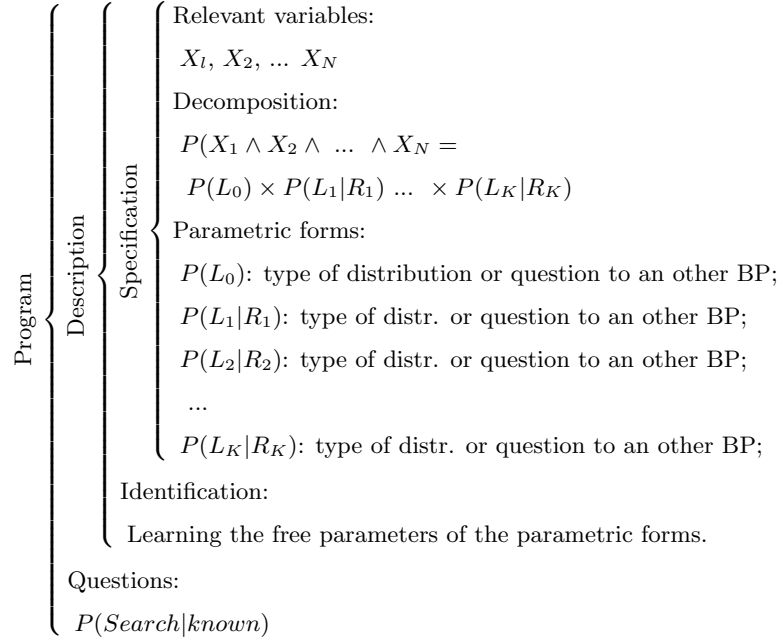 Program
Description
Specification
Relevant variables:
X_l, X_2, ... X_N
Decomposition:
P(X_1 ∧ X_2 ∧ ... ∧ X_N =
P(L_0) × P(L_1|R_1) ... × P(L_K|R_K)
Parametric forms:
P(L_0): type of distribution or question to an other BP;
P(L_1|R_1): type of distr. or question to an other BP;
P(L_2|R_2): type of distr. or question to an other BP;
...
P(L_K|R_K): type of distr. or question to an other BP;
Identification:
Learning the free parameters of the parametric forms.
Questions:
P(Search|known)